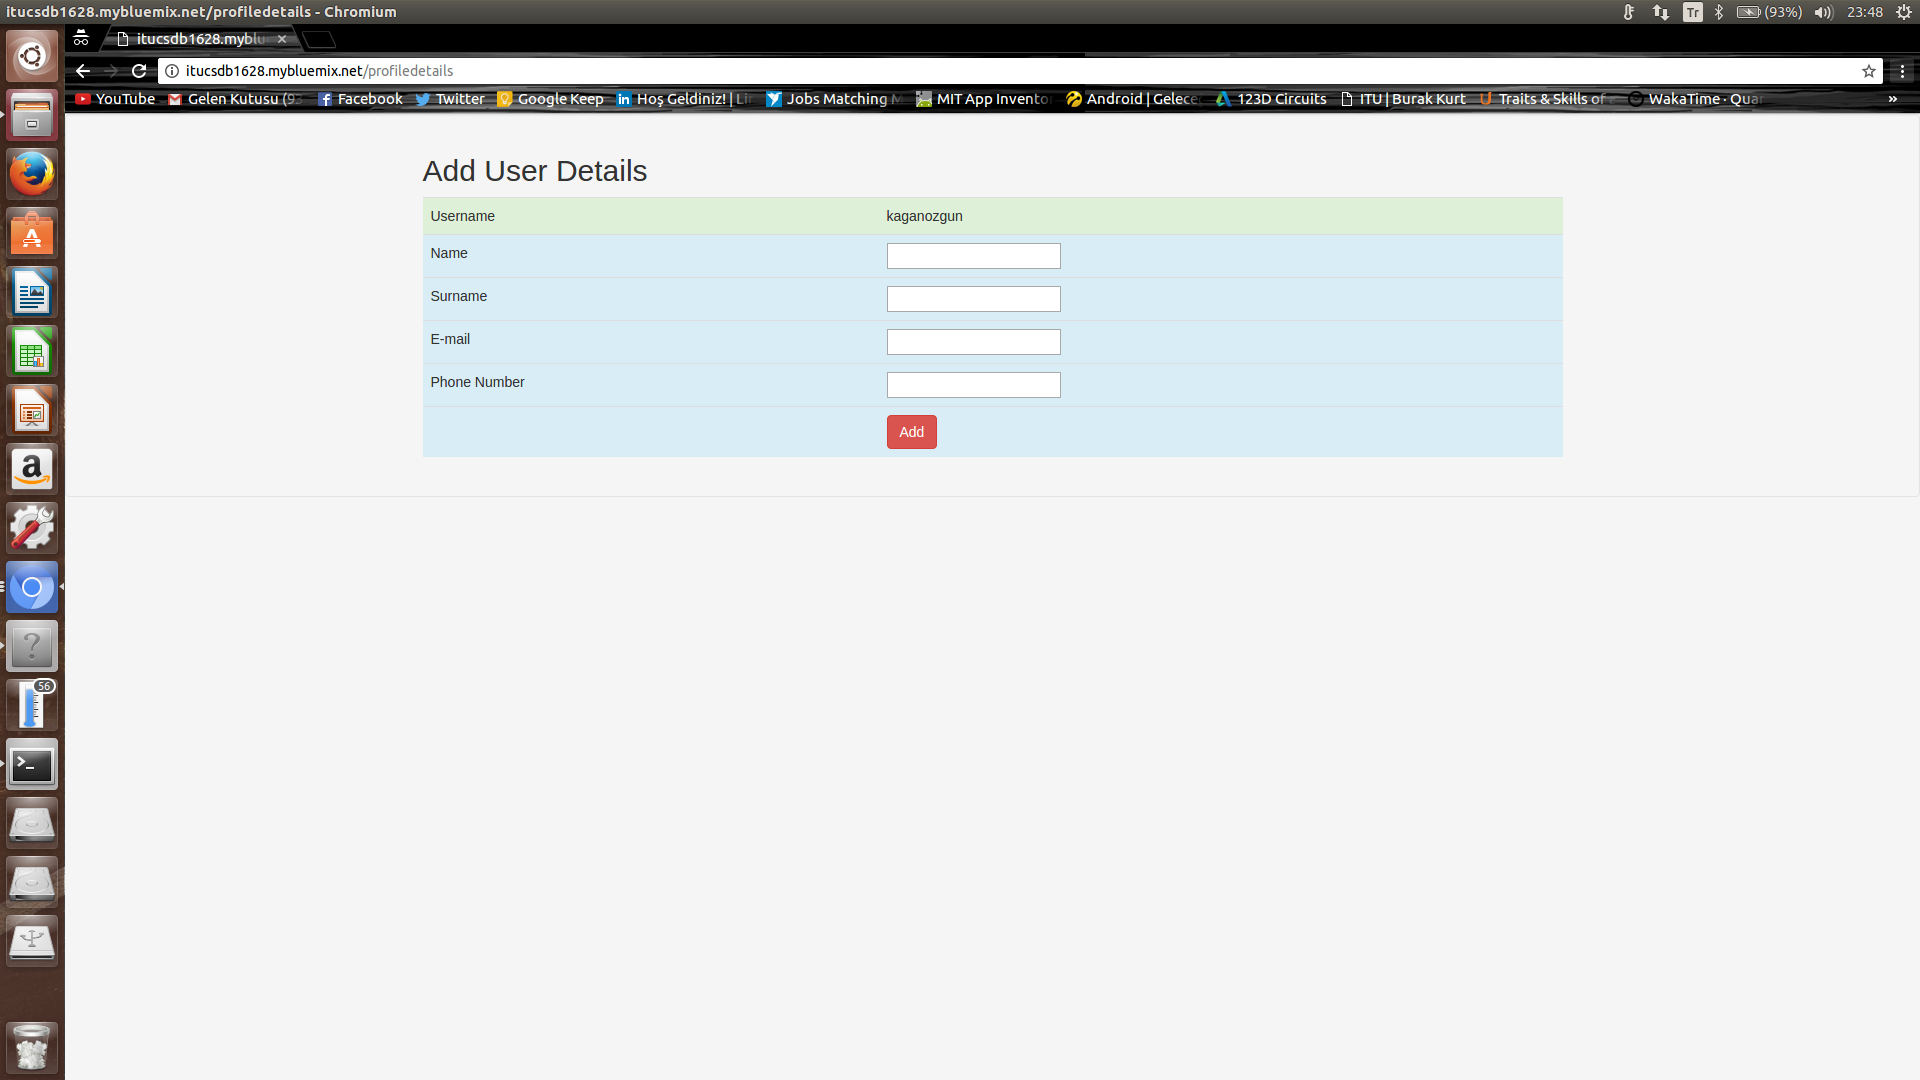 itucsdb1628.mybluemix.net/profiledetails - Chromium
Tr (93%) 23:48
itucsdb1628.myblu
itucsdb1628.mybluemix.net/profiledetails
YouTube Gelen Kutusu (93 Facebook Twitter Google Keep Hoş Geldiniz! | Li Jobs Matching MIT App Invento Android | Gelece 123D Circuits ITU | Burak Kurt Traits & Skills of WakaTime · Qua »
Add User Details
Username kaganozgun
Name
Surname
E-mail
Phone Number
Add
56